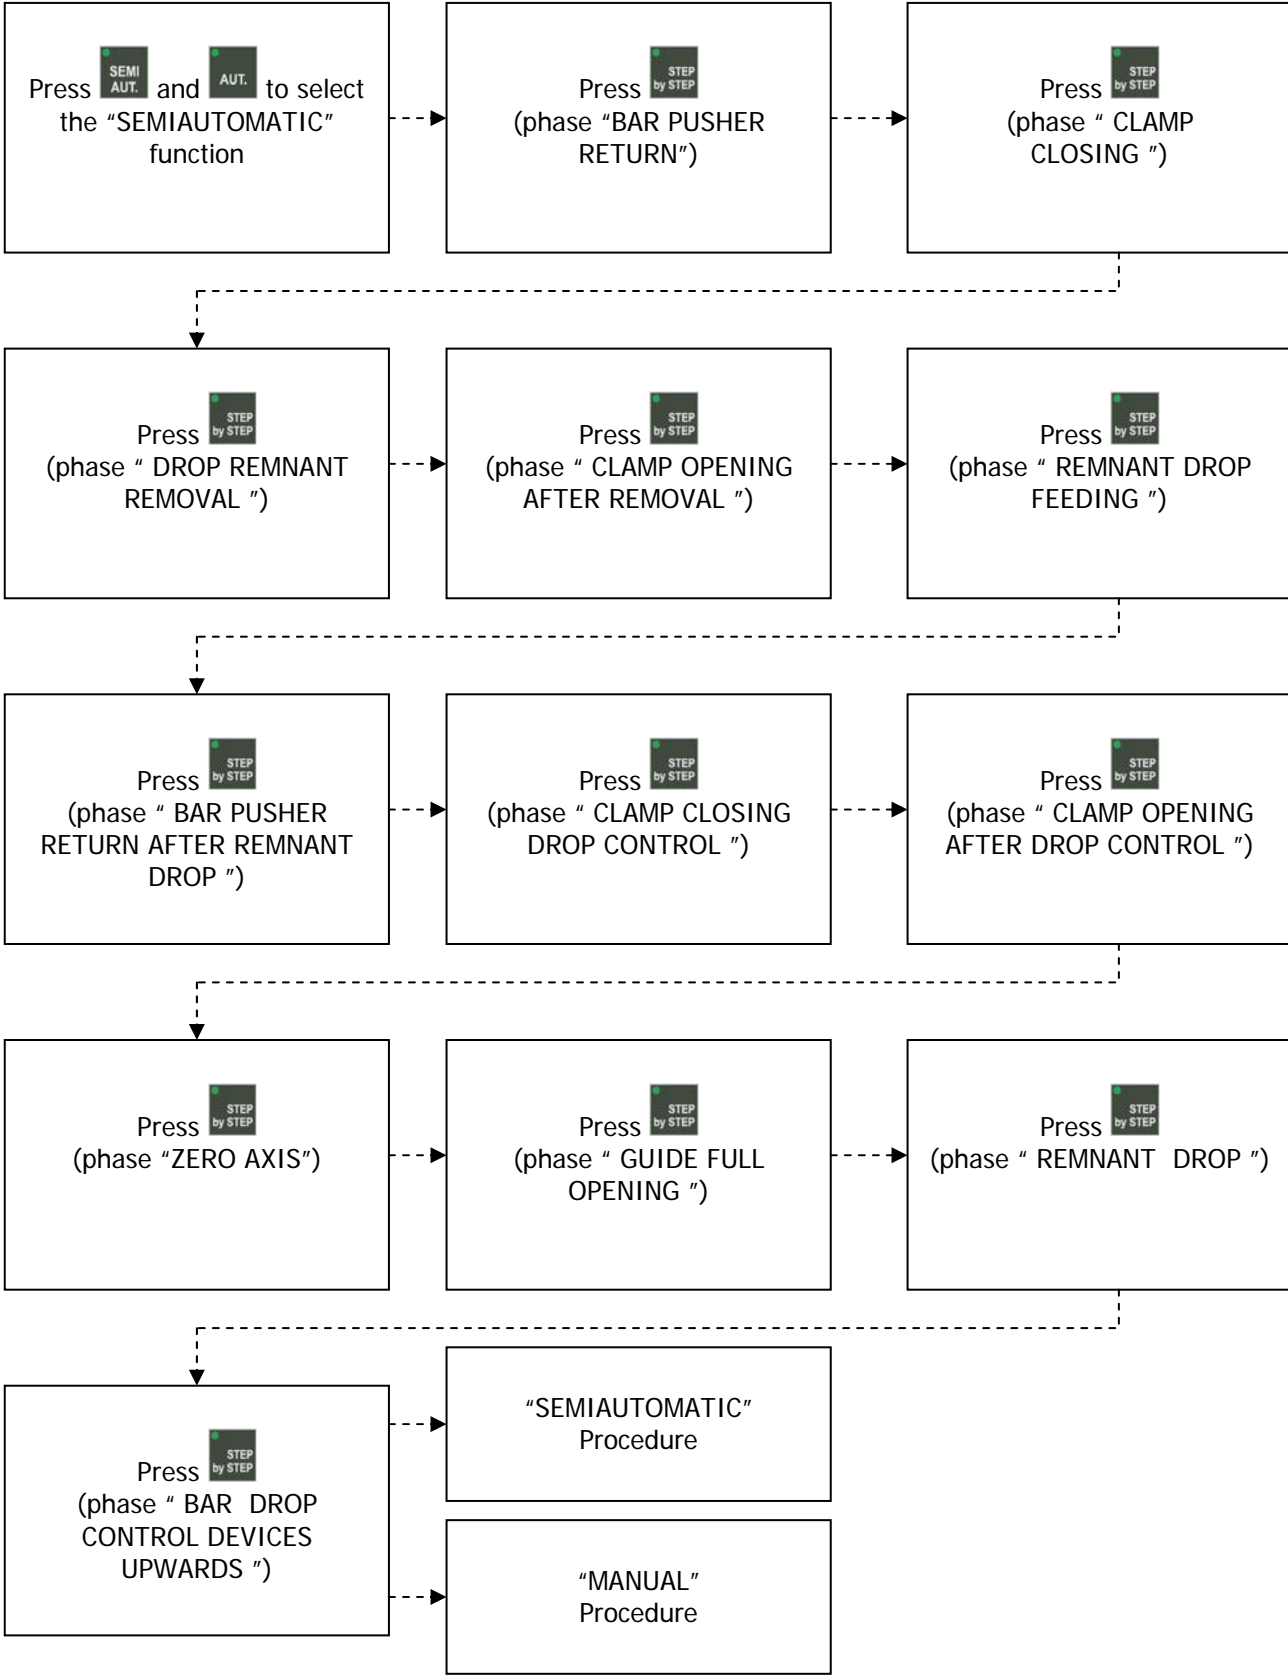 Press SEMI AUT. and AUT. to select
the “SEMIAUTOMATIC”
function
Press STEP by STEP
(phase “BAR PUSHER
RETURN”)
Press STEP by STEP
(phase “ CLAMP
CLOSING ”)
Press STEP by STEP
(phase “ DROP REMNANT
REMOVAL ”)
Press STEP by STEP
(phase “ CLAMP OPENING
AFTER REMOVAL ”)
Press STEP by STEP
(phase “ REMNANT DROP
FEEDING ”)
Press STEP by STEP
(phase “ BAR PUSHER
RETURN AFTER REMNANT
DROP ”)
Press STEP by STEP
(phase “ CLAMP CLOSING
DROP CONTROL ”)
Press STEP by STEP
(phase “ CLAMP OPENING
AFTER DROP CONTROL ”)
Press STEP by STEP
(phase “ZERO AXIS”)
Press STEP by STEP
(phase “ GUIDE FULL
OPENING ”)
Press STEP by STEP
(phase “ REMNANT  DROP ”)
Press STEP by STEP
(phase “ BAR  DROP
CONTROL DEVICES
UPWARDS ”)
“SEMIAUTOMATIC”
Procedure
“MANUAL”
Procedure